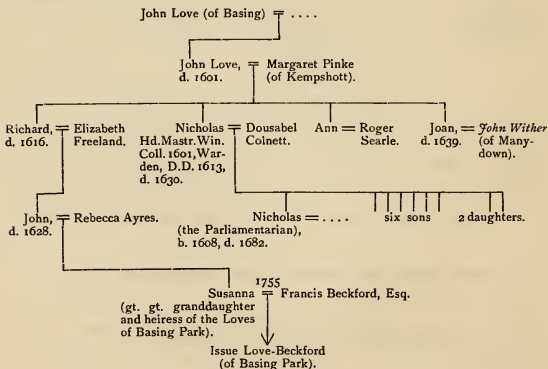 John Love (of Basing) = ....
John Love, = Margaret Pinke
d. 1601. (of Kempshott).
Richard, = Elizabeth Nicholas = Dousabel Ann = Roger Joan, = John Wither
d. 1616. Freeland. Hd.Mastr.Win. Colnett. Searle. d. 1639. (of Many-
Coll. 1601, War- down).
den, D.D. 1613,
d. 1630.
John, = Rebecca Ayres. Nicholas = .... six sons 2 daughters.
d. 1628. (the Parliamentarian),
b. 1608, d. 1682.
1755
Susanna = Francis Beckford, Esq.
(gt. gt. granddaughter
and heiress of the Loves
of Basing Park).
Issue Love-Beckford
(of Basing Park).